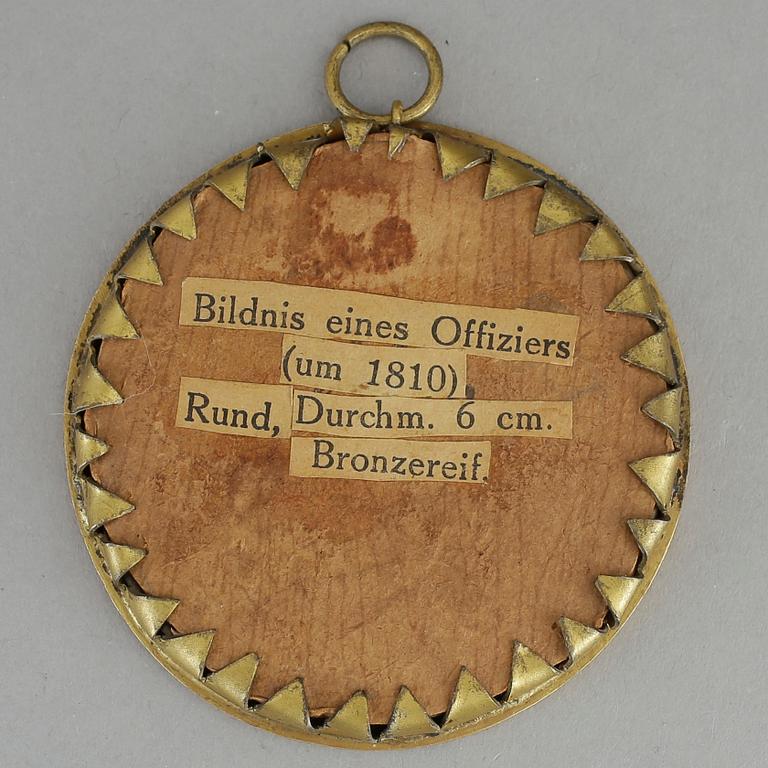 Bildnis eines Offiziers
(um 1810).
Rund, Durchm. 6 cm.
Bronzereif.